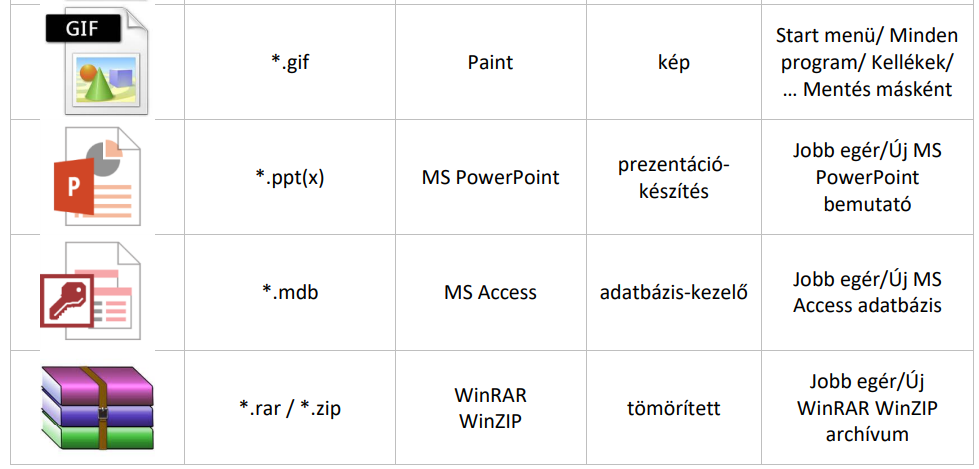 GIF
*.gif
Paint
kép
Start menü/ Minden
program/ Kellékek/
... Mentés másként
P
*.ppt(x)
MS PowerPoint
prezentáció-
készítés
Jobb egér/Új MS
PowerPoint
bemutató
*.mdb
MS Access
adatbázis-kezelő
Jobb egér/Új MS
Access adatbázis
*.rar / *.zip
WinRAR
WinZIP
tömörített
Jobb egér/Új
WinRAR WinZIP
archívum